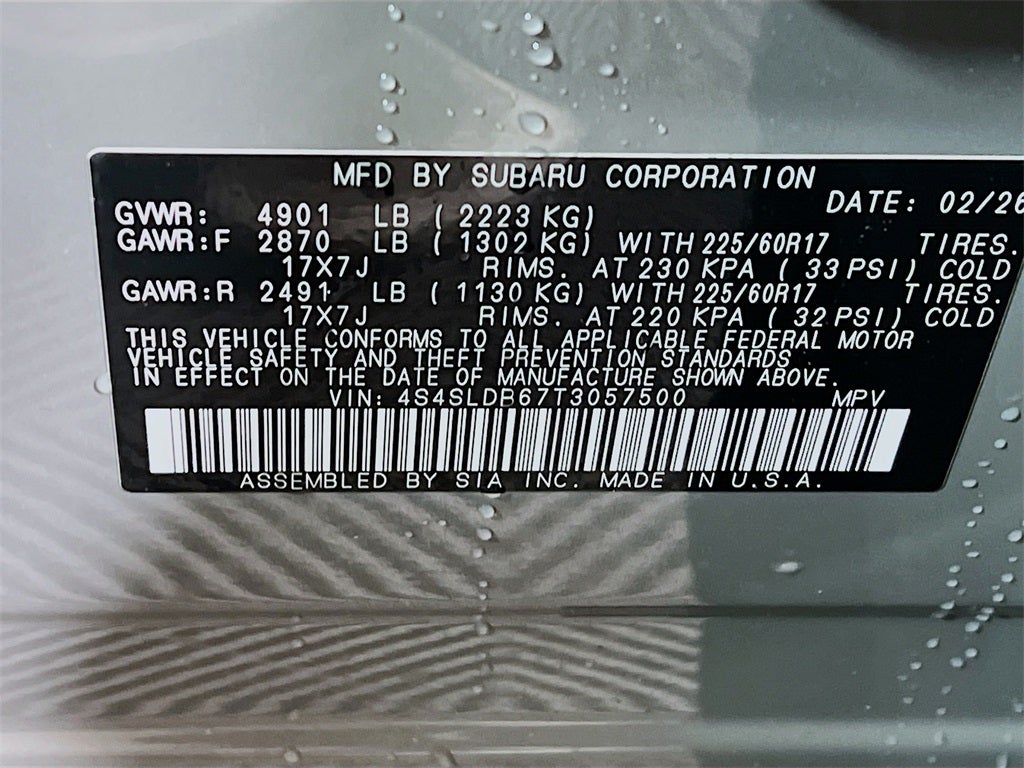 MFD BY SUBARU CORPORATION
DATE: 02/26
GVWR: 4901 LB ( 2223 KG)
GAWR:F 2870 LB ( 1302 KG) WITH 225/60R17 TIRES.
17X7J RIMS. AT 230 KPA ( 33 PSI) COLD
GAWR:R 2491 LB ( 1130 KG) WITH 225/60R17 TIRES.
17X7J RIMS. AT 220 KPA ( 32 PSI) COLD
THIS VEHICLE CONFORMS TO ALL APPLICABLE FEDERAL MOTOR
VEHICLE SAFETY AND THEFT PREVENTION STANDARDS
IN EFFECT ON THE DATE OF MANUFACTURE SHOWN ABOVE.
VIN: 4S4SLDB67T3057500 MPV
ASSEMBLED BY SIA INC. MADE IN U.S.A.